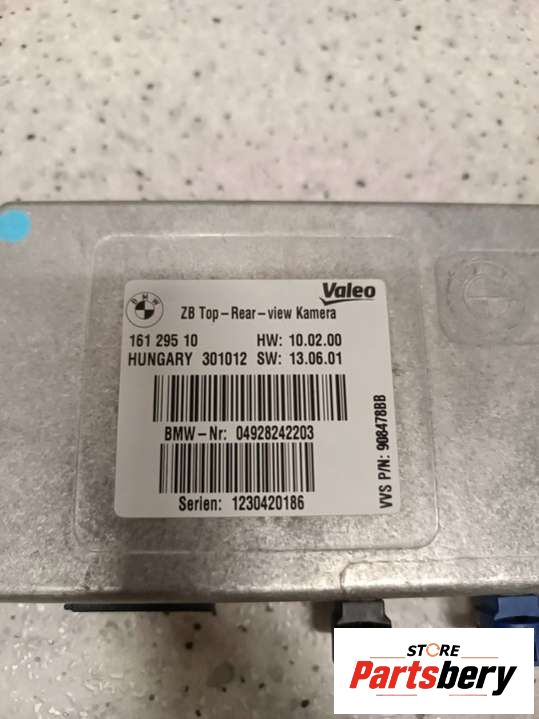 BMW
Valeo
ZB Top-Rear-view Kamera
161 295 10 HW: 10.02.00
HUNGARY 301012 SW: 13.06.01
BMW-Nr: 04928242203
Serien: 1230420186
VVS P/N: 908478BB
STORE
Partsbery